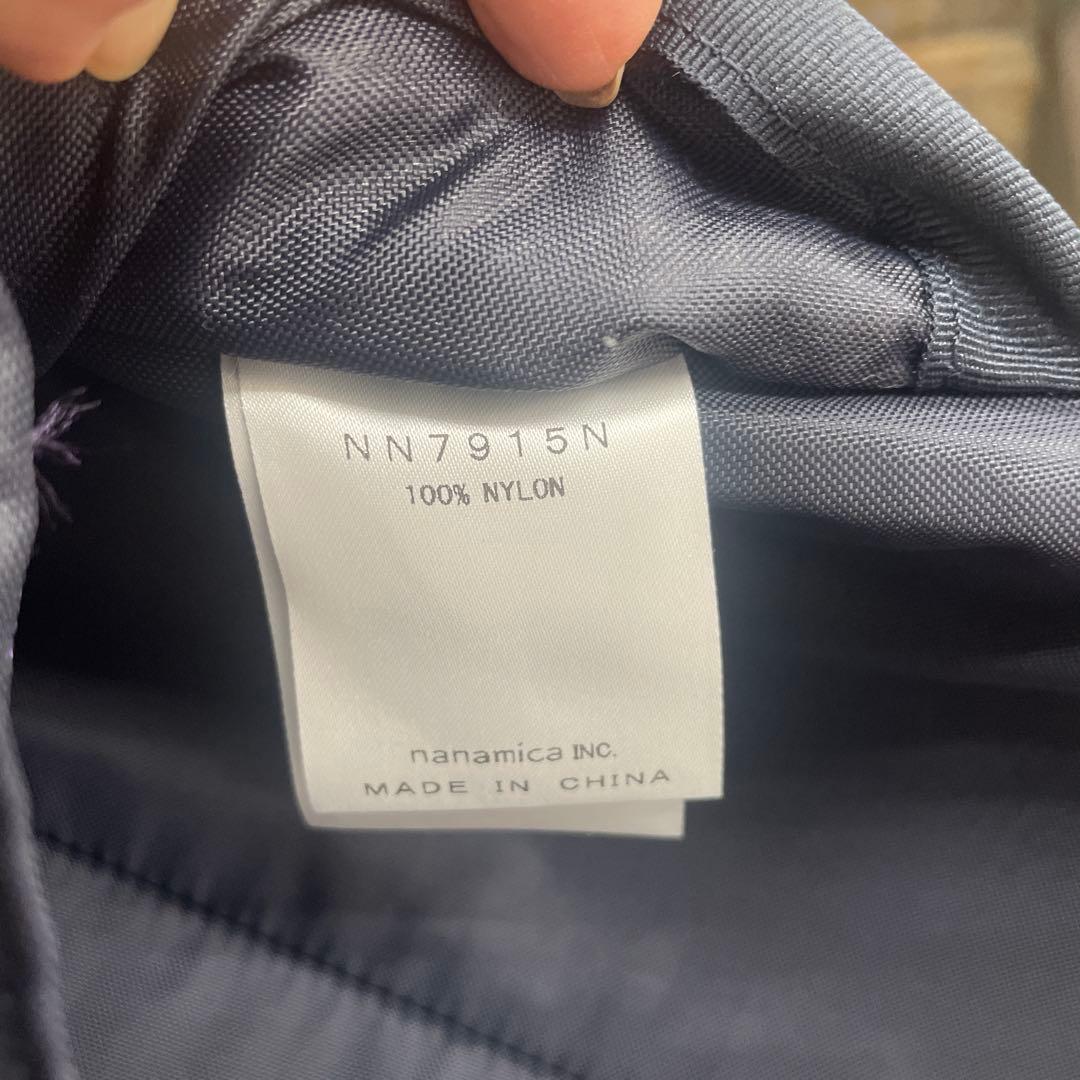 NN7915N
100% NYLON
nanamica INC.
MADE IN CHINA